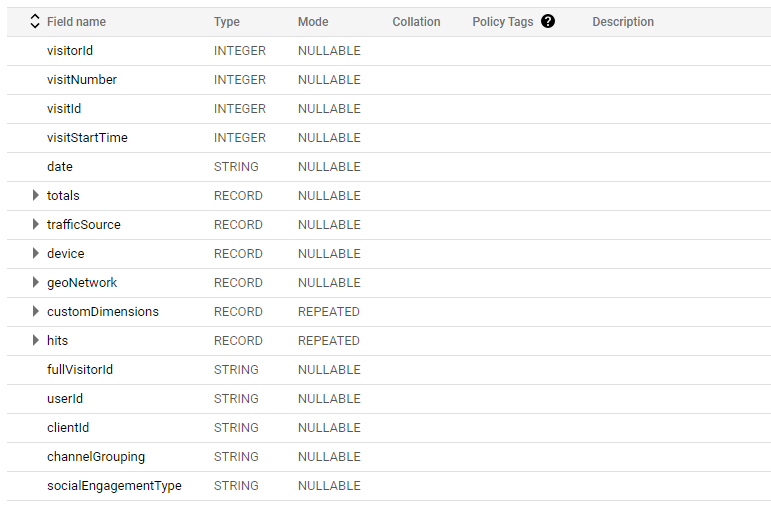 Field name Type Mode Collation Policy Tags ? Description
visitorId INTEGER NULLABLE
visitNumber INTEGER NULLABLE
visitId INTEGER NULLABLE
visitStartTime INTEGER NULLABLE
date STRING NULLABLE
totals RECORD NULLABLE
trafficSource RECORD NULLABLE
device RECORD NULLABLE
geoNetwork RECORD NULLABLE
customDimensions RECORD REPEATED
hits RECORD REPEATED
fullVisitorId STRING NULLABLE
userId STRING NULLABLE
clientId STRING NULLABLE
channelGrouping STRING NULLABLE
socialEngagementType STRING NULLABLE